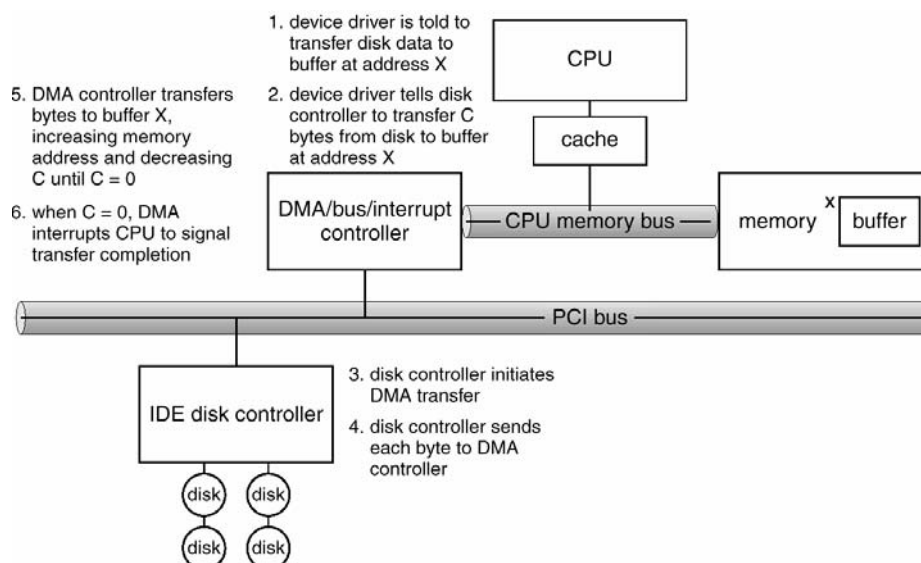 1. device driver is told to
transfer disk data to
buffer at address X
2. device driver tells disk
controller to transfer C
bytes from disk to buffer
at address X
5. DMA controller transfers
bytes to buffer X,
increasing memory
address and decreasing
C until C = 0
6. when C = 0, DMA
interrupts CPU to signal
transfer completion
CPU
cache
DMA/bus/interrupt
controller
CPU memory bus
memory
x
buffer
PCI bus
IDE disk controller
3. disk controller initiates
DMA transfer
4. disk controller sends
each byte to DMA
controller
disk
disk
disk
disk